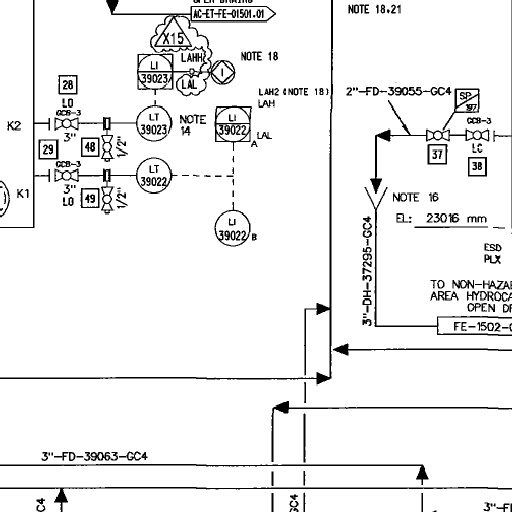 AC-ET-FE-01501.01
NOTE 18,21
X15
LAHH
NOTE 18
LI
39023
LAL
I
28
LO
GCB-3
3"
K2
LT
39023
NOTE
14
LAH2 (NOTE 18)
LAH
LI
39022
LAL
A
2"-FD-39055-GC4
SP
397
GCB-3
LC
37
38
29
48
1/2"
GCB-3
3"
LO
K1
49
1/2"
LT
39022
LI
39022
B
NOTE 16
EL: 23016 mm
ESD
PLX
3"-DH-37295-GC4
TO NON-HAZA
AREA HYDROCA
OPEN DR
FE-1502-
3"-FD-39063-GC4
C4
GC4
3"-F